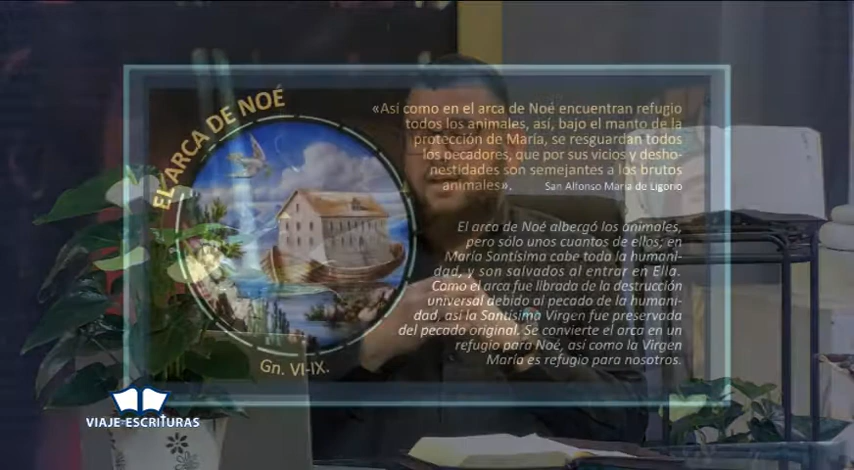 EL ARCA DE NOÉ
«Así como en el arca de Noé encuentran refugio
todos los animales, así, bajo el manto de la
protección de María, se resguardan todos
los pecadores, que por sus vicios y desho-
nestidades son semejantes a los brutos
animales». San Alfonso María de Ligorio
El arca de Noé albergó los animales,
pero sólo unos cuantos de ellos; en
María Santísima cabe toda la humani-
dad, y son salvados al entrar en Ella.
Como el arca fue librada de la destrucción
universal debido al pecado de la humani-
dad, así la Santísima Virgen fue preservada
del pecado original. Se convierte el arca en un
refugio para Noé, así como la Virgen
María es refugio para nosotros.
Gn. VI-IX.
VIAJE ESCRITURAS